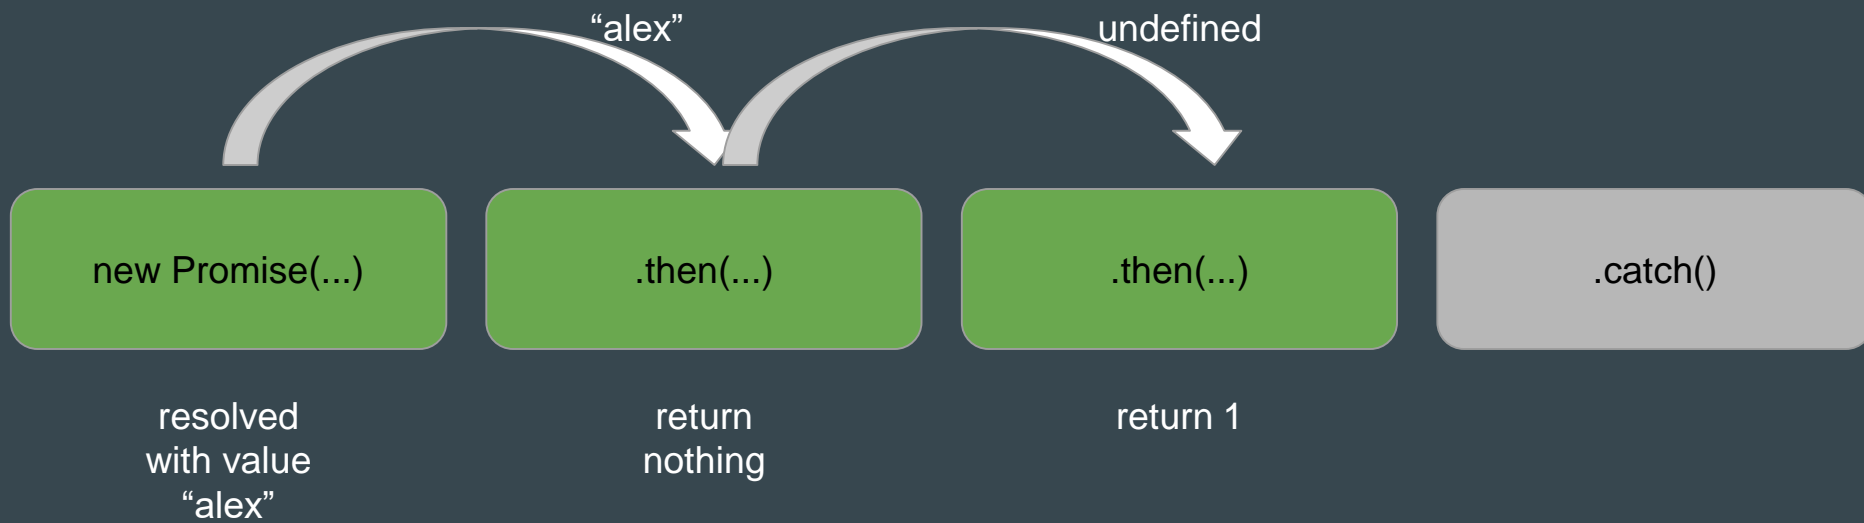 “alex”
undefined
new Promise(...)
.then(...)
.then(...)
.catch()
resolved
with value
“alex”
return
nothing
return 1